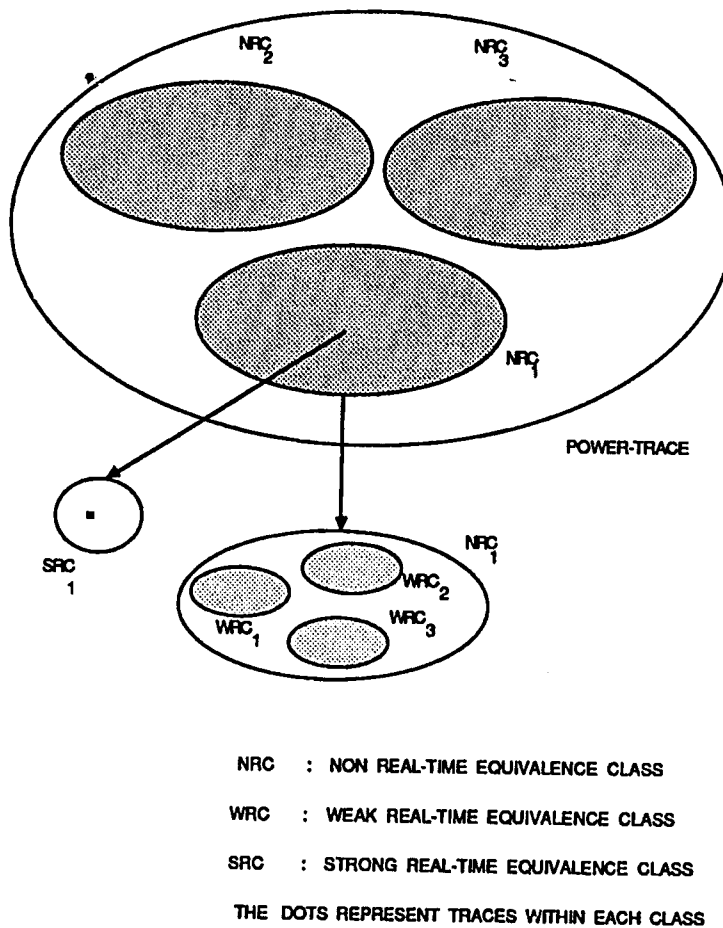 NRC2 NRC3
NRC1
POWER-TRACE
SRC1
NRC1
WRC2
WRC1 WRC3
NRC : NON REAL-TIME EQUIVALENCE CLASS
WRC : WEAK REAL-TIME EQUIVALENCE CLASS
SRC : STRONG REAL-TIME EQUIVALENCE CLASS
THE DOTS REPRESENT TRACES WITHIN EACH CLASS